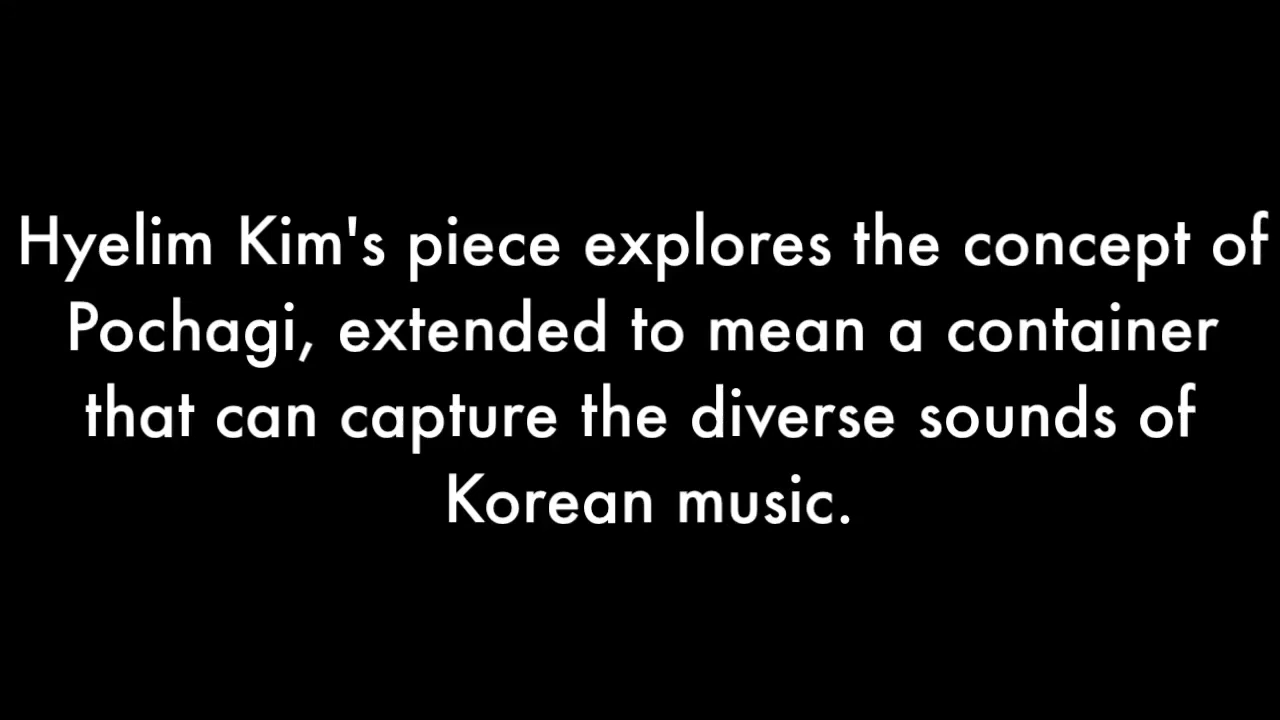 Hyelim Kim's piece explores the concept of
Pochagi, extended to mean a container
that can capture the diverse sounds of
Korean music.